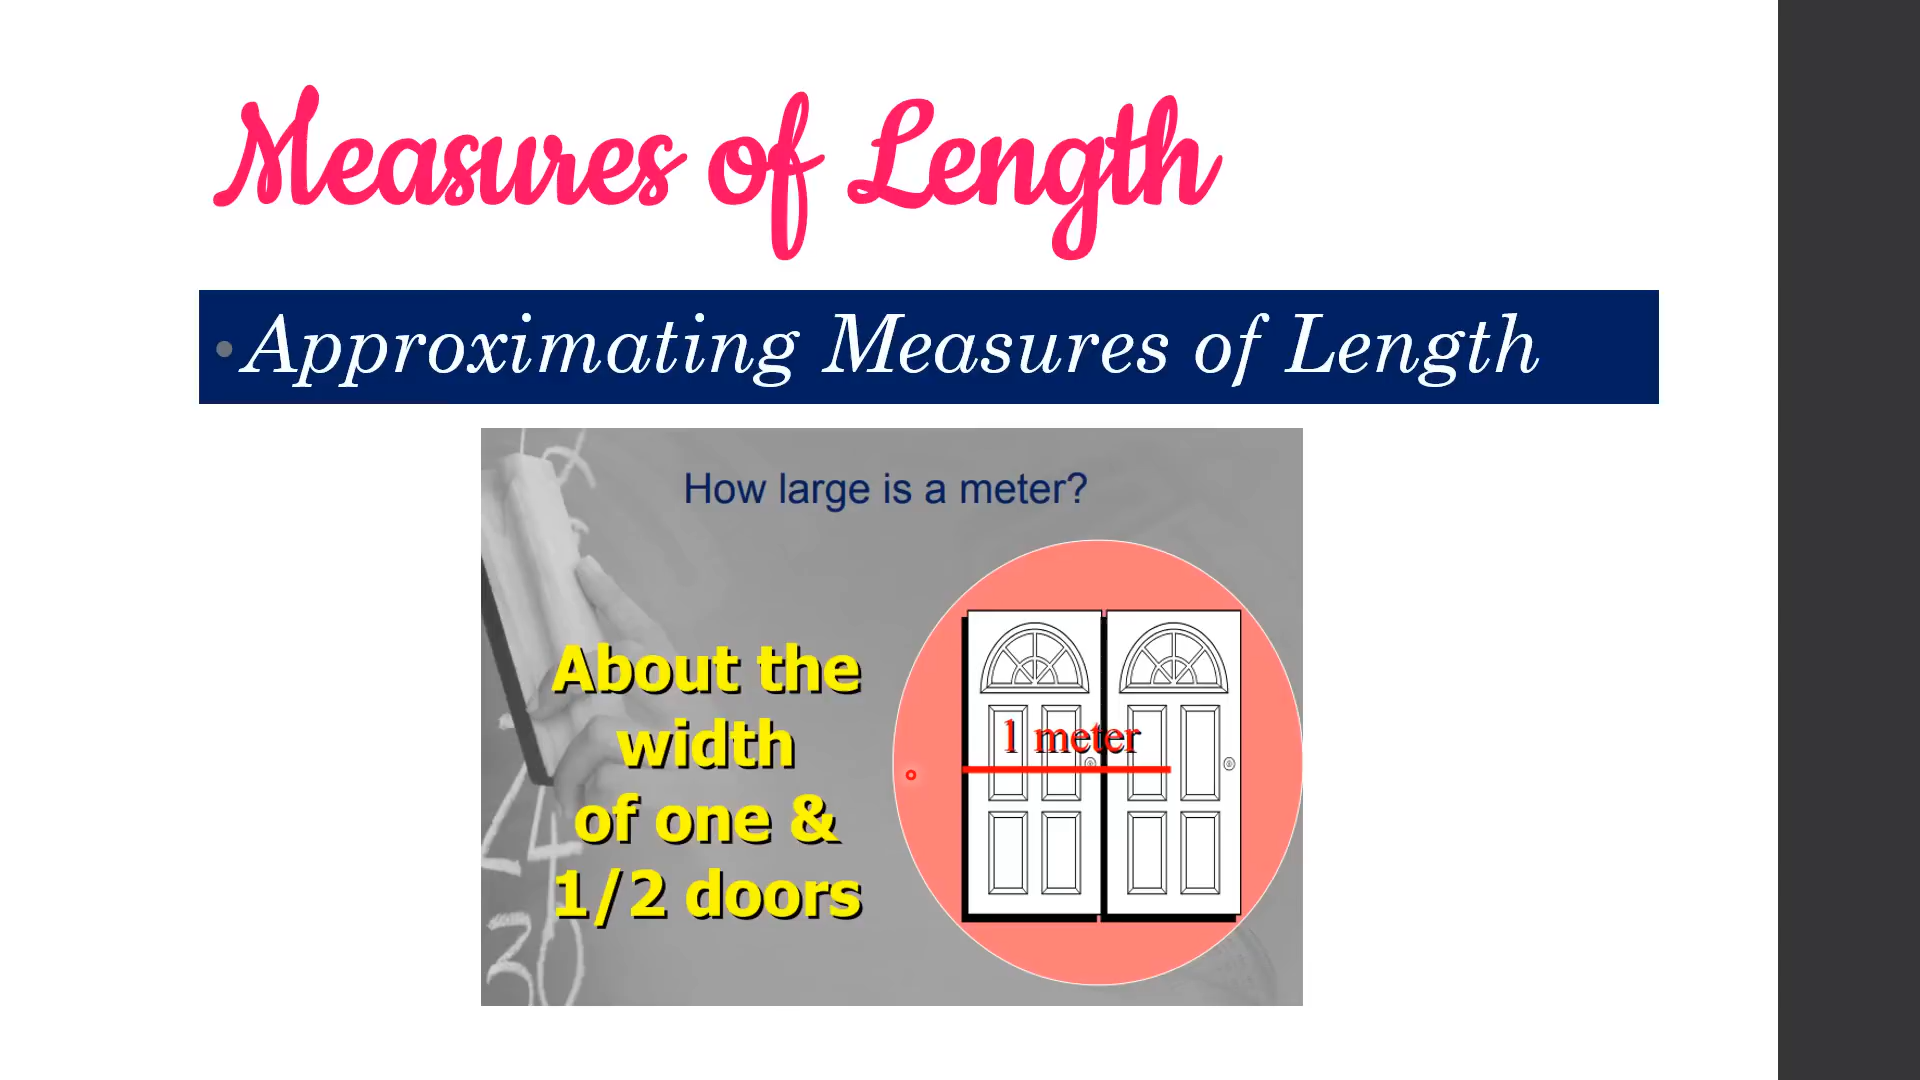 Measures of Length
• Approximating Measures of Length
How large is a meter?
About the
width
of one &
1/2 doors
1 meter
30